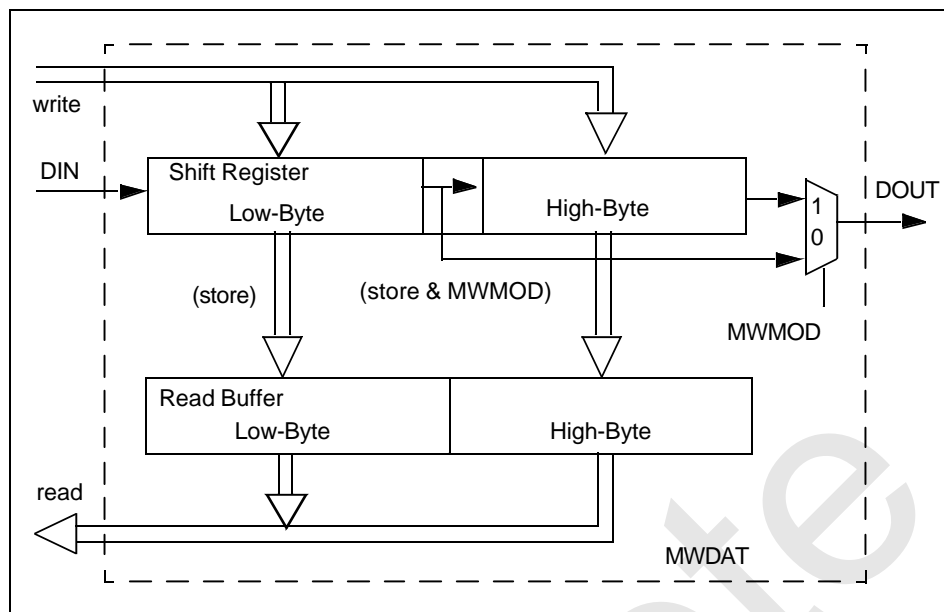 write
DIN
Shift Register
Low-Byte
High-Byte
1
0
DOUT
(store)
(store & MWMOD)
MWMOD
Read Buffer
Low-Byte
High-Byte
read
MWDAT